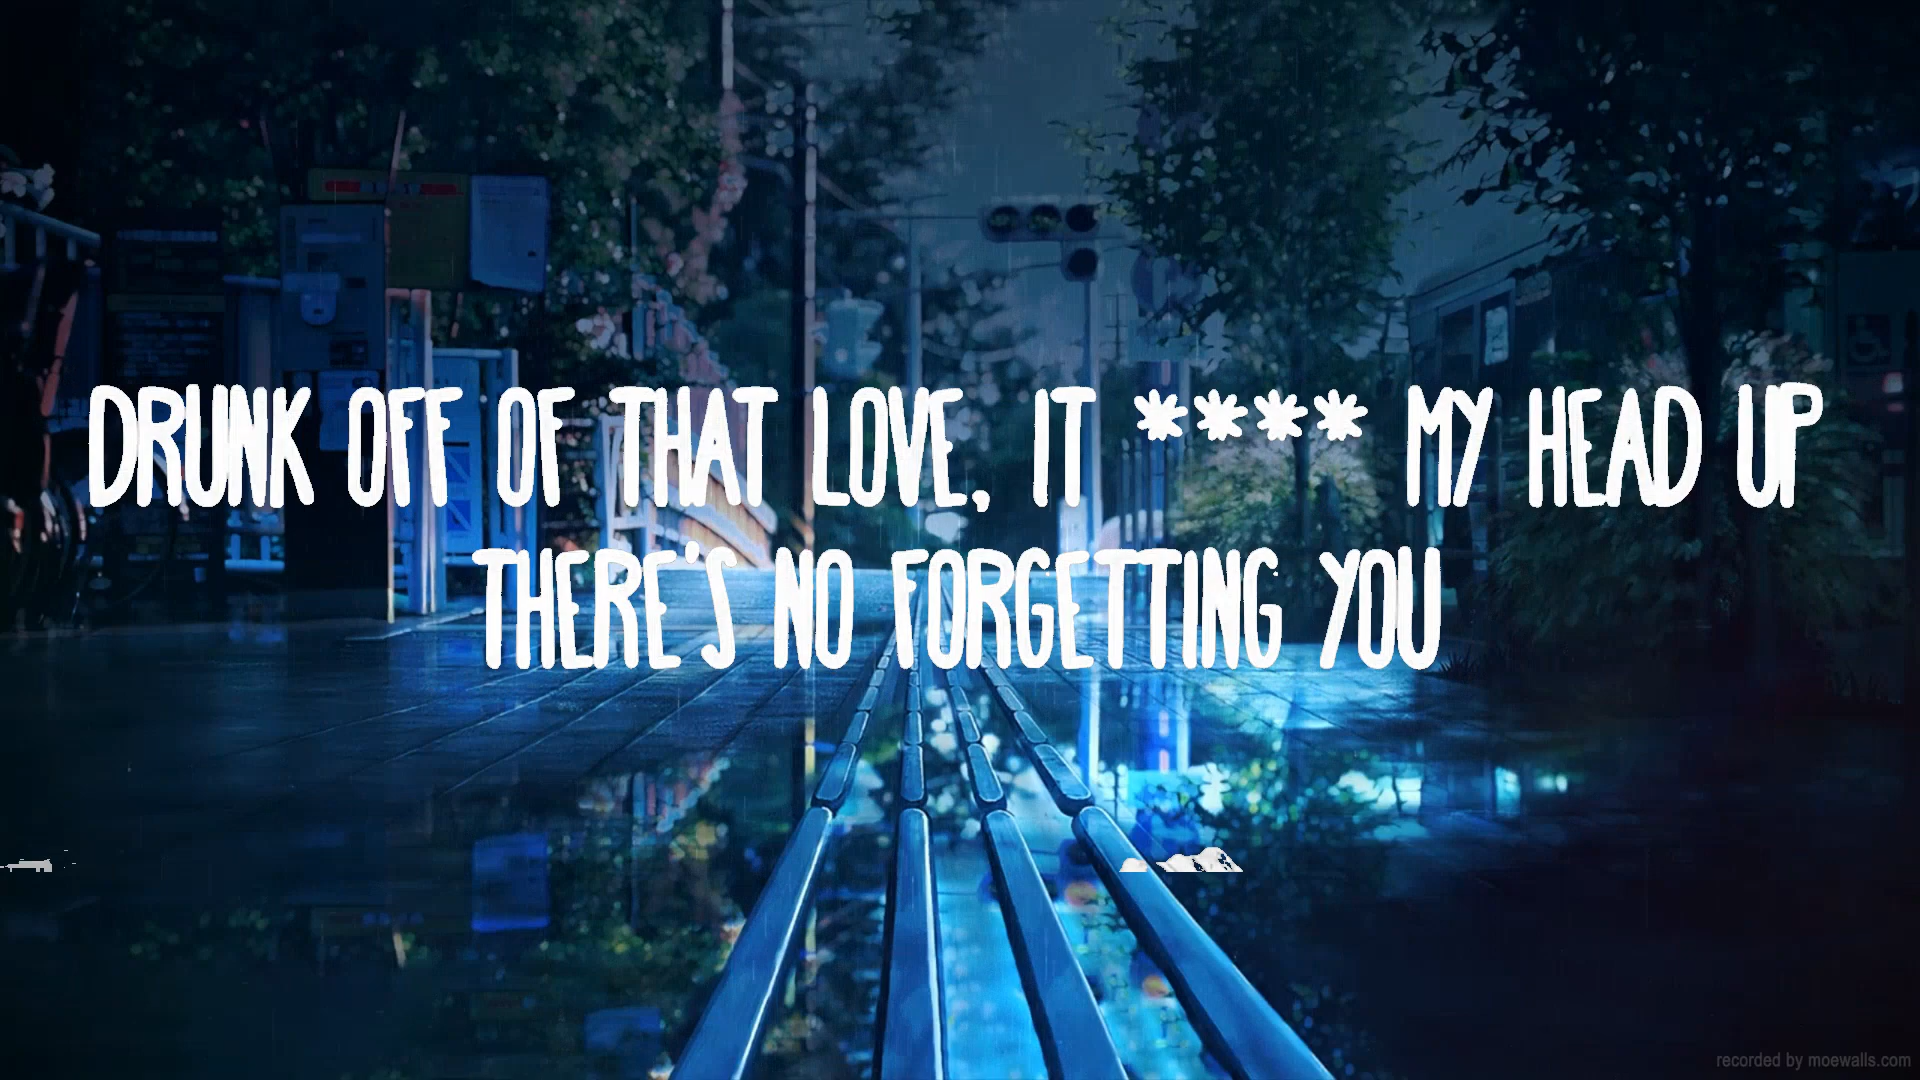 DRUNK OFF OF THAT LOVE, IT **** MY HEAD UP
THERE'S NO FORGETTING YOU
recorded by moewalls.com